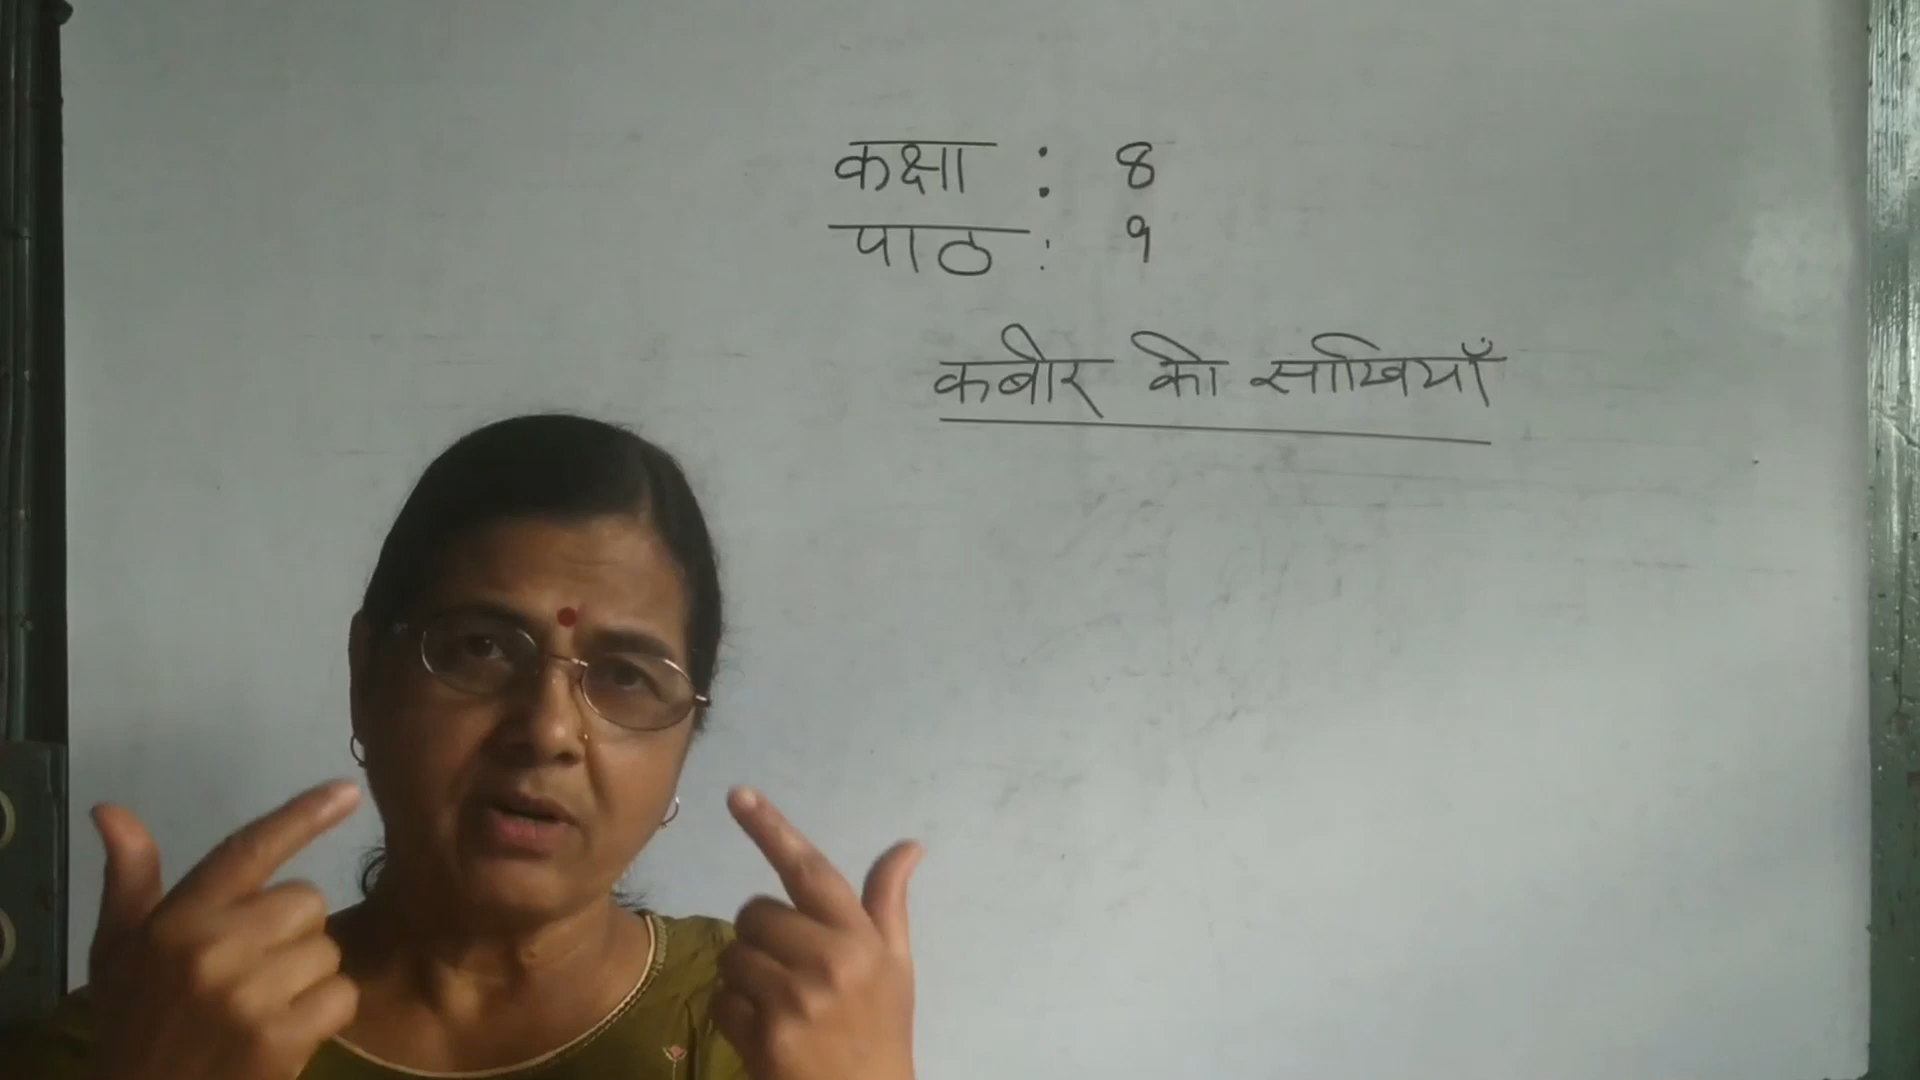 कक्षा : 8
पाठ : ९
कबीर की साखियाँ